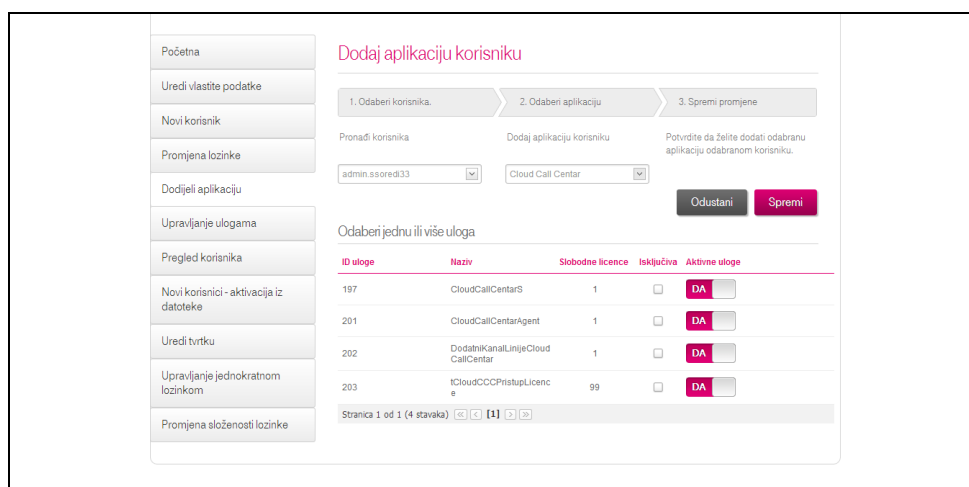 Početna
Uredi vlastite podatke
Novi korisnik
Promjena lozinke
Dodijeli aplikaciju
Upravljanje ulogama
Pregled korisnika
Novi korisnici - aktivacija iz
datoteke
Uredi tvrtku
Upravljanje jednokratnom
lozinkom
Promjena složenosti lozinke
Dodaj aplikaciju korisniku
1. Odaberi korisnika. 2. Odaberi aplikaciju 3. Spremi promjene
Pronađi korisnika Dodaj aplikaciju korisniku Potvrdite da želite dodati odabranu
aplikaciju odabranom korisniku.
admin.ssoredi33 Cloud Call Centar
Odustani Spremi
Odaberi jednu ili više uloga
ID uloge Naziv Slobodne licence Isključiva Aktivne uloge
197 CloudCallCentarS 1 DA
201 CloudCallCentarAgent 1 DA
202 DodatniKanalLinijeCloud
CallCentar 1 DA
203 tCloudCCCPristupLicenc
e 99 DA
Stranica 1 od 1 (4 stavaka) [1]